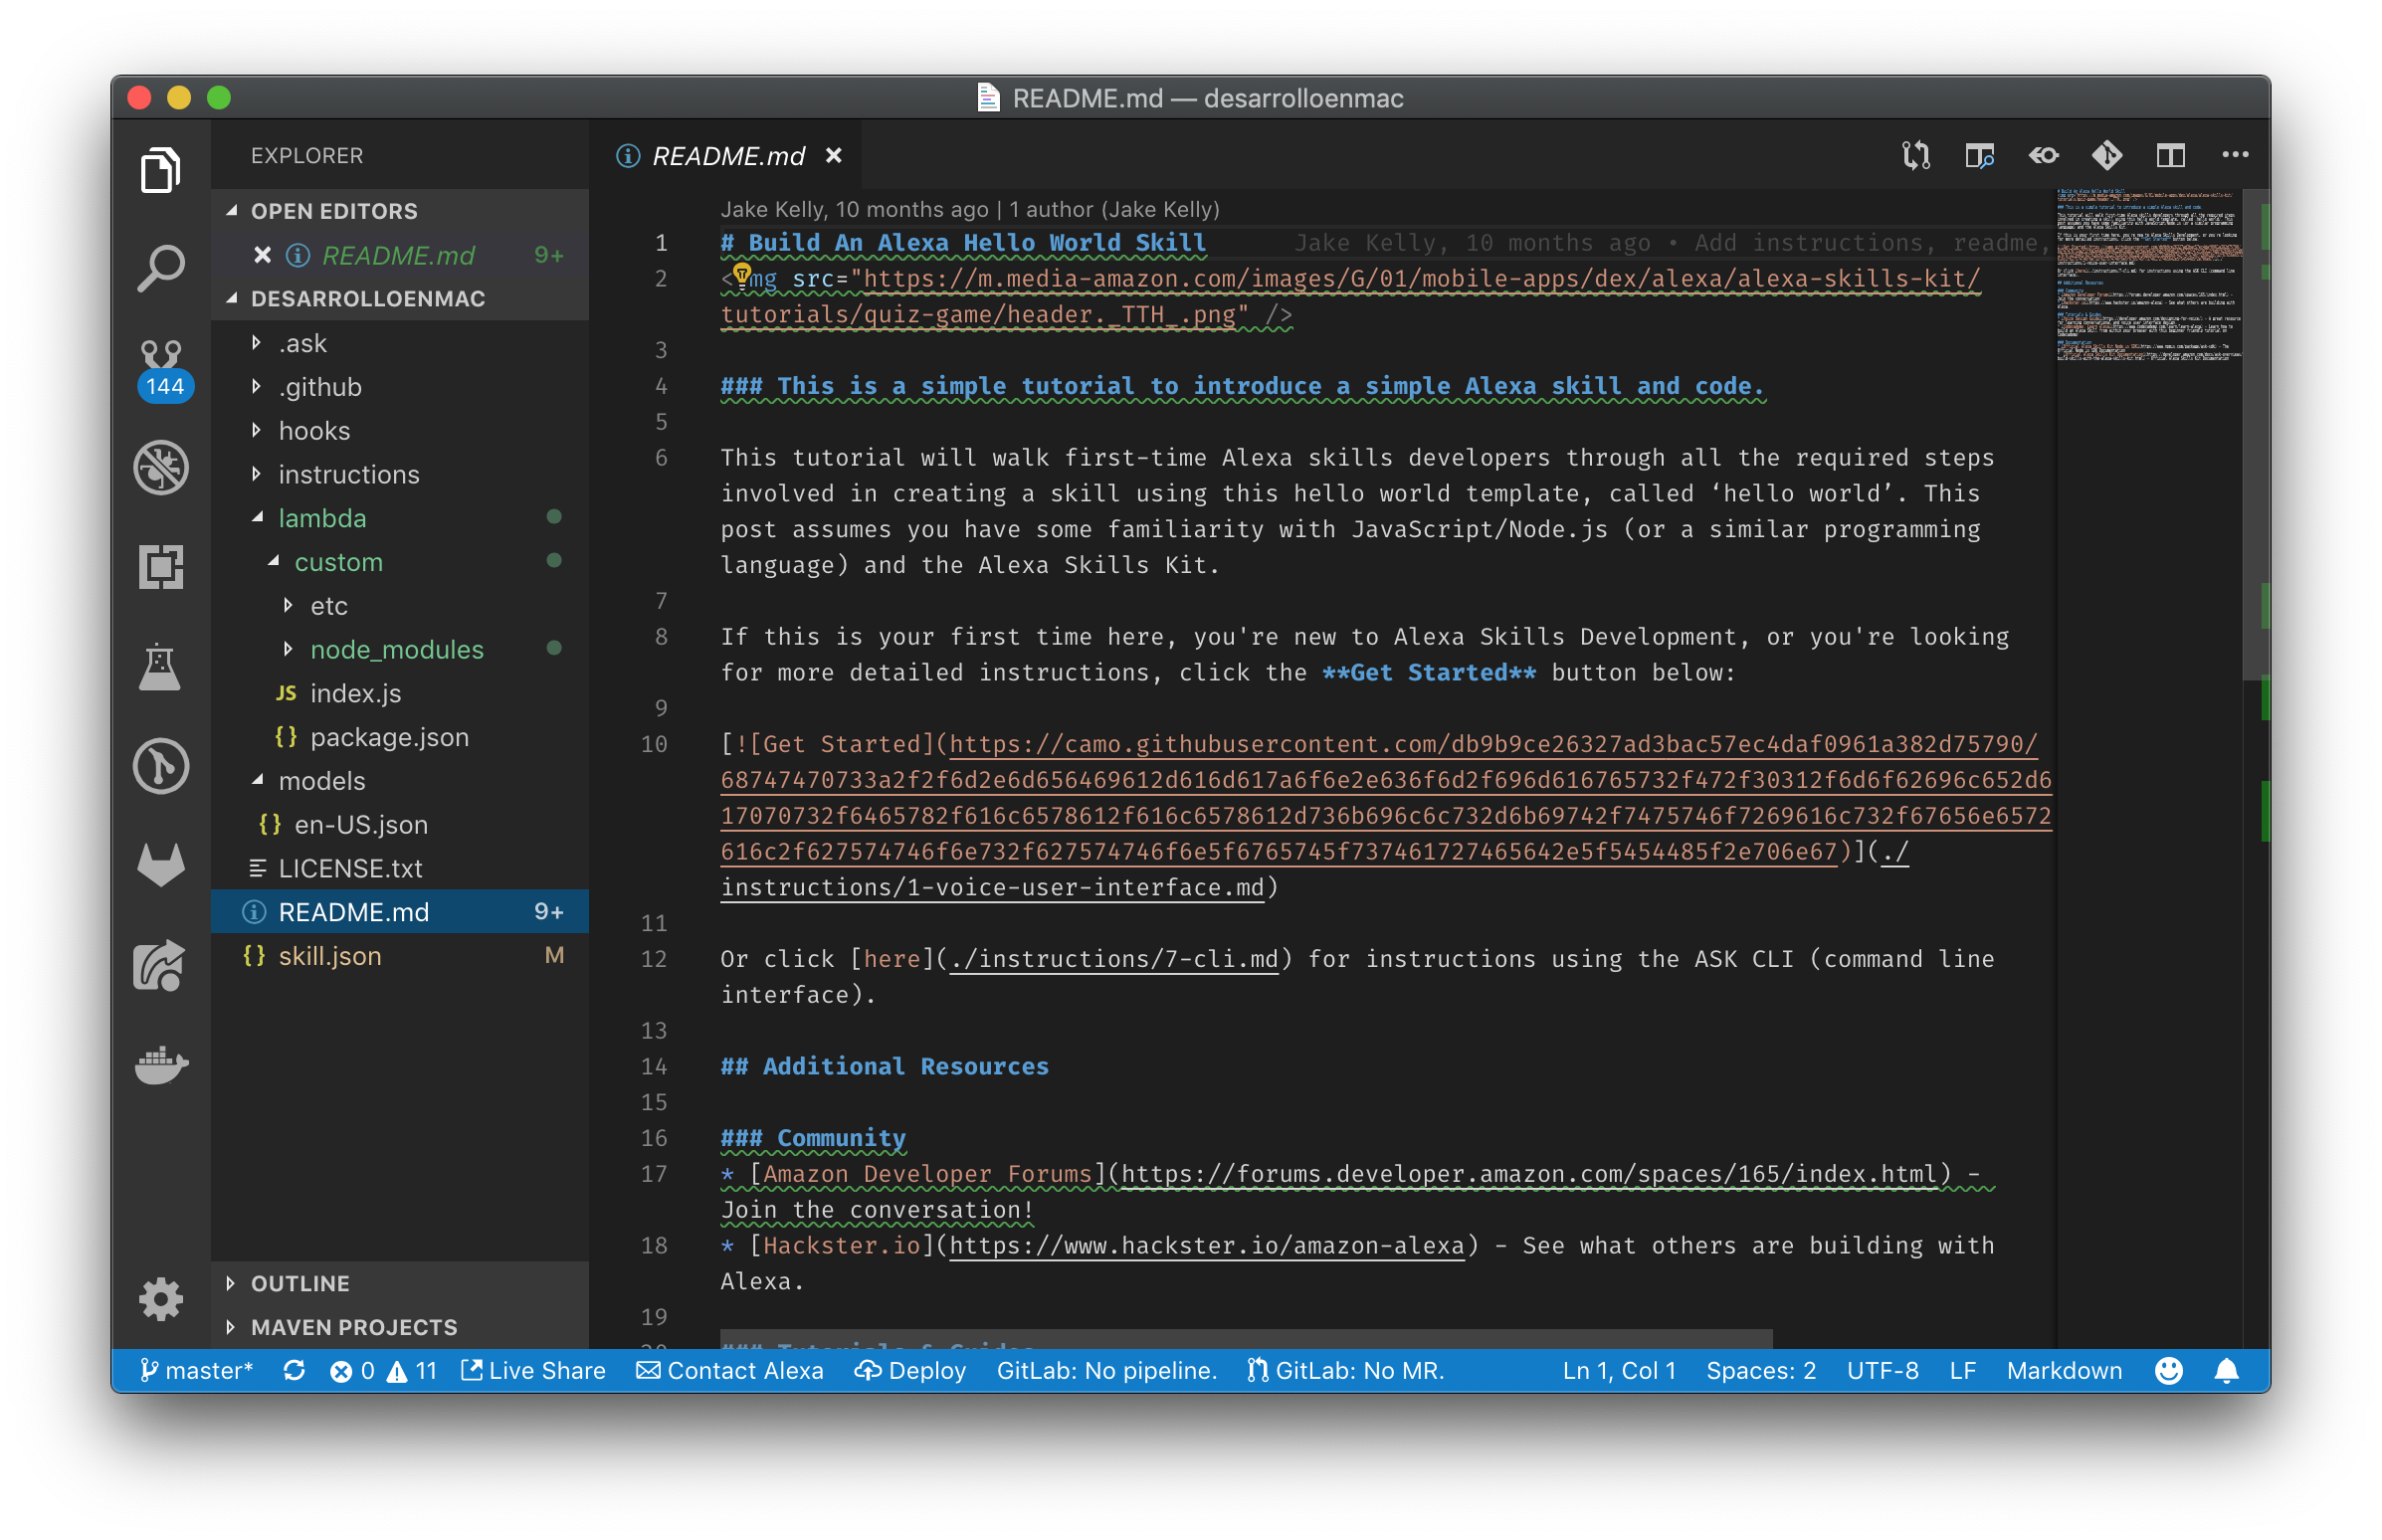 README.md — desarrolloenmac
EXPLORER
OPEN EDITORS
README.md 9+
DESARROLLOENMAC
.ask
.github
hooks
instructions
lambda
custom
etc
node_modules
JS index.js
{} package.json
models
{} en-US.json
LICENSE.txt
README.md 9+
{} skill.json M
OUTLINE
MAVEN PROJECTS
144
README.md
Jake Kelly, 10 months ago | 1 author (Jake Kelly)
1 # Build An Alexa Hello World Skill Jake Kelly, 10 months ago • Add instructions, readme,
2 <img src="https://m.media-amazon.com/images/G/01/mobile-apps/dex/alexa/alexa-skills-kit/
tutorials/quiz-game/header._TTH_.png" />
3
4 ### This is a simple tutorial to introduce a simple Alexa skill and code.
5
6 This tutorial will walk first-time Alexa skills developers through all the required steps
involved in creating a skill using this hello world template, called ‘hello world’. This
post assumes you have some familiarity with JavaScript/Node.js (or a similar programming
language) and the Alexa Skills Kit.
7
8 If this is your first time here, you're new to Alexa Skills Development, or you're looking
for more detailed instructions, click the **Get Started** button below:
9
10 [![Get Started](https://camo.githubusercontent.com/db9b9ce26327ad3bac57ec4daf0961a382d75790/
68747470733a2f2f6d2e6d656469612d616d617a6f6e2e636f6d2f696d616765732f472f30312f6d6f62696c652d6
17070732f6465782f616c6578612f616c6578612d736b696c6c732d6b69742f7475746f7269616c732f67656e6572
616c2f627574746f6e732f627574746f6e5f6765745f737461727465642e5f5454485f2e706e67)](./
instructions/1-voice-user-interface.md)
11
12 Or click [here](./instructions/7-cli.md) for instructions using the ASK CLI (command line
interface).
13
14 ## Additional Resources
15
16 ### Community
17 * [Amazon Developer Forums](https://forums.developer.amazon.com/spaces/165/index.html) -
Join the conversation!
18 * [Hackster.io](https://www.hackster.io/amazon-alexa) - See what others are building with
Alexa.
19
20 ### Tutorials & Guides
master* 0 11 Live Share Contact Alexa Deploy GitLab: No pipeline. GitLab: No MR. Ln 1, Col 1 Spaces: 2 UTF-8 LF Markdown